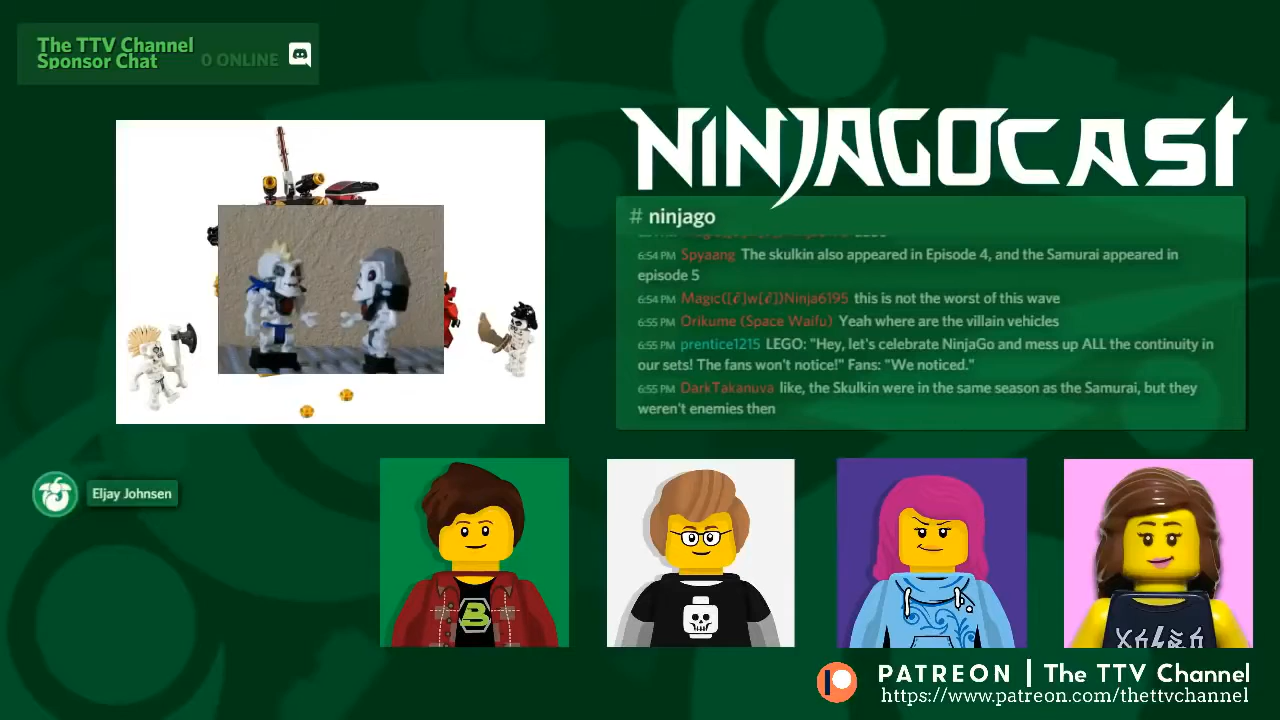 The TTV Channel
Sponsor Chat
0 ONLINE
NINJAGOCAST
# ninjago
6:54 PM Spyaang The skulkin also appeared in Episode 4, and the Samurai appeared in
episode 5
6:54 PM Magic([∂]w[∂])Ninja6195 this is not the worst of this wave
6:55 PM Orikume (Space Waifu) Yeah where are the villain vehicles
6:55 PM prentice1215 LEGO: "Hey, let's celebrate NinjaGo and mess up ALL the continuity in
our sets! The fans won't notice!" Fans: "We noticed."
6:55 PM DarkTakanuva like, the Skulkin were in the same season as the Samurai, but they
weren't enemies then
Eljay Johnsen
B
PATREON | The TTV Channel
https://www.patreon.com/thettvchannel